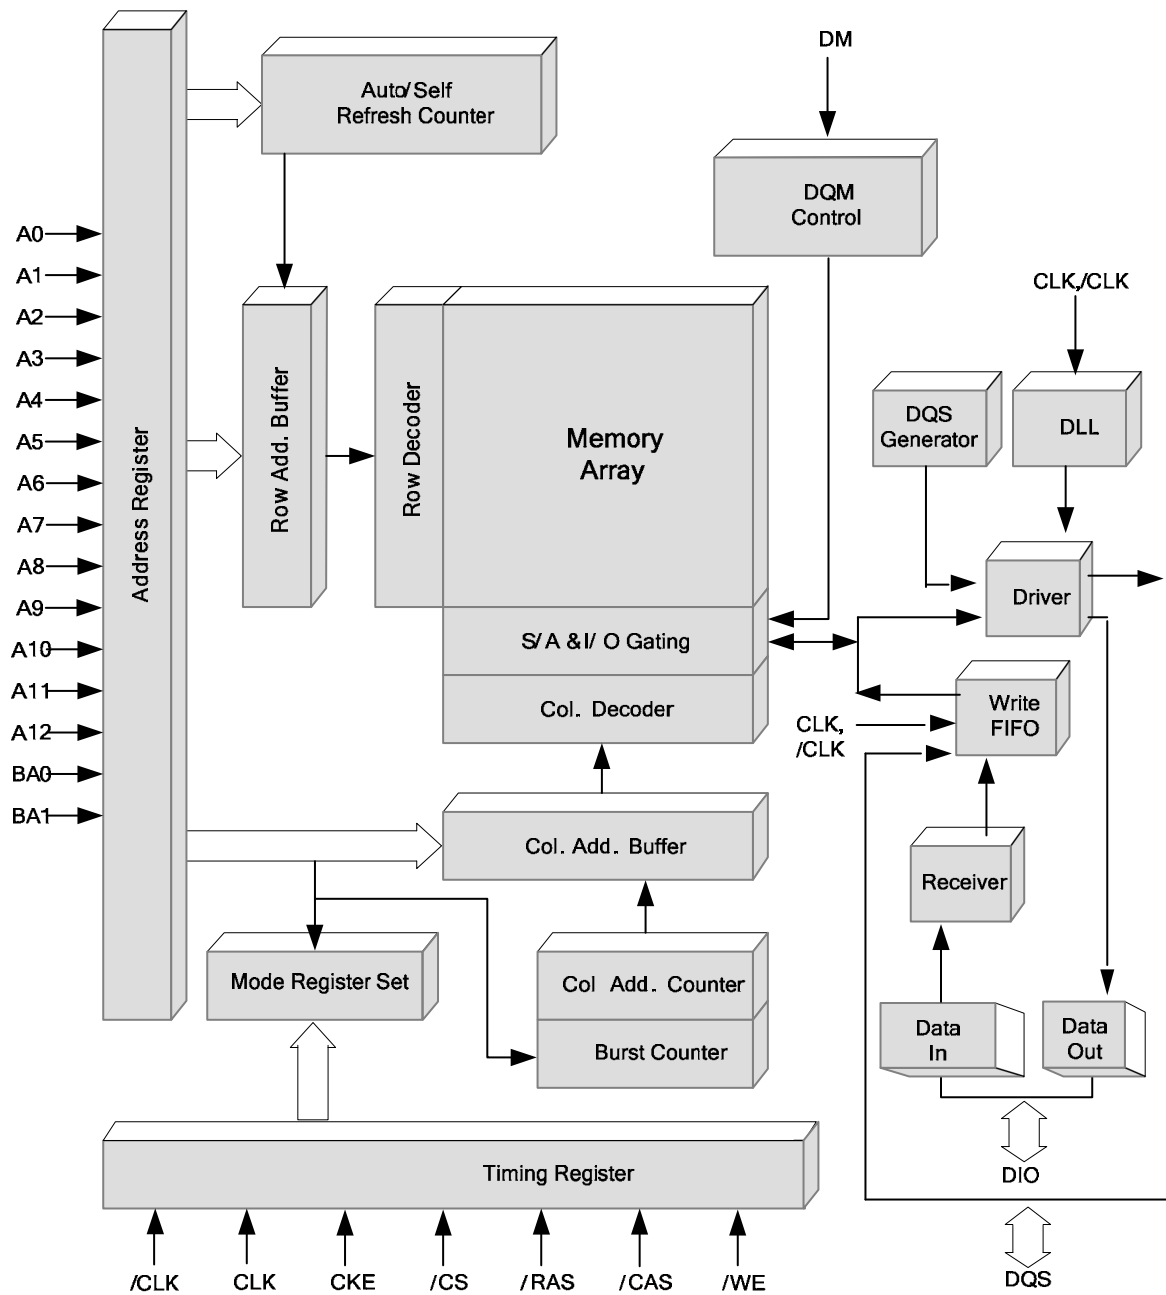 DM
Auto/Self
Refresh Counter
DQM
Control
A0
A1
A2
A3
A4
A5
A6
A7
A8
A9
A10
A11
A12
BA0
BA1
Address Register
Row Add. Buffer
Row Decoder
Memory
Array
S/A &I/O Gating
Col. Decoder
CLK,/CLK
DQS
Generator
DLL
Driver
Write
FIFO
CLK,
/CLK
Col. Add. Buffer
Receiver
Mode Register Set
Col Add. Counter
Burst Counter
Data
In
Data
Out
DIO
Timing Register
/CLK
CLK
CKE
/CS
/RAS
/CAS
/WE
DQS